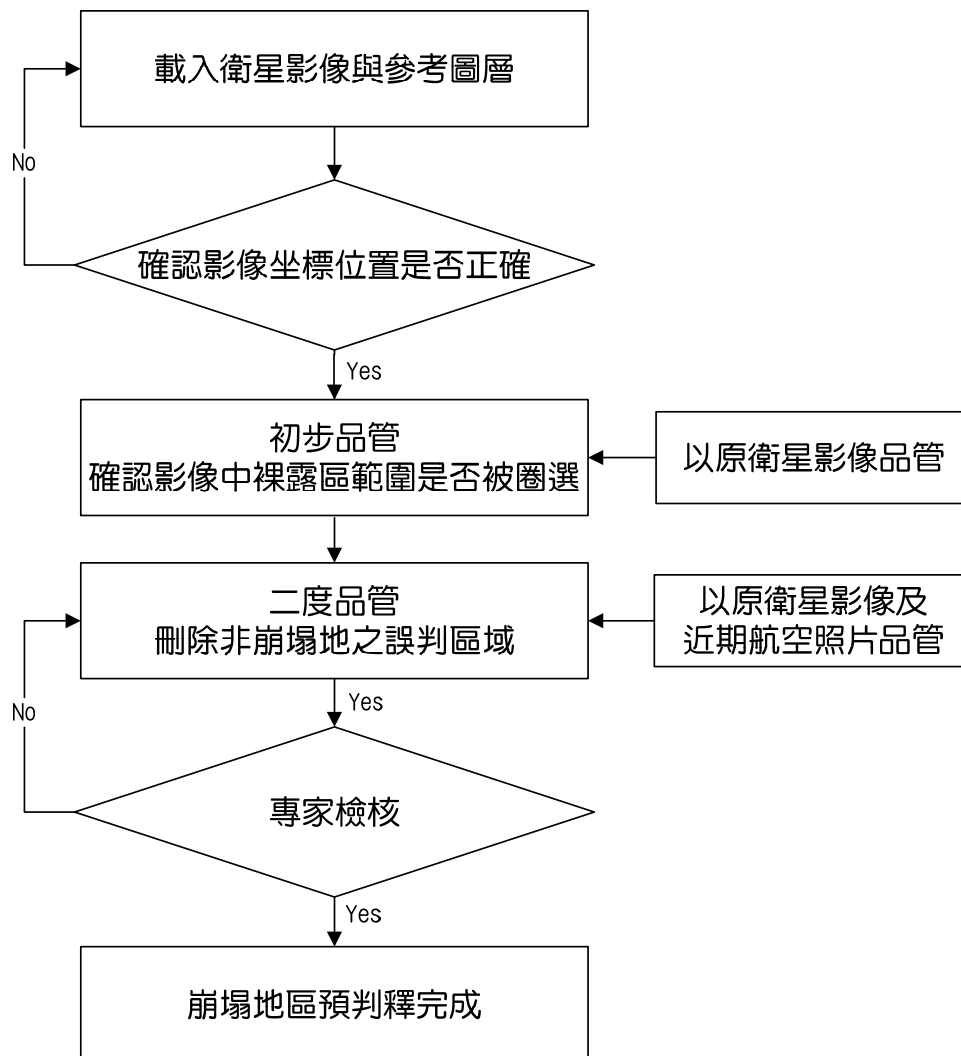 載入衛星影像與參考圖層
No
確認影像坐標位置是否正確
Yes
初步品管
確認影像中裸露區範圍是否被圈選
以原衛星影像品管
二度品管
刪除非崩塌地之誤判區域
以原衛星影像及
近期航空照片品管
No
Yes
專家檢核
Yes
崩塌地區預判釋完成